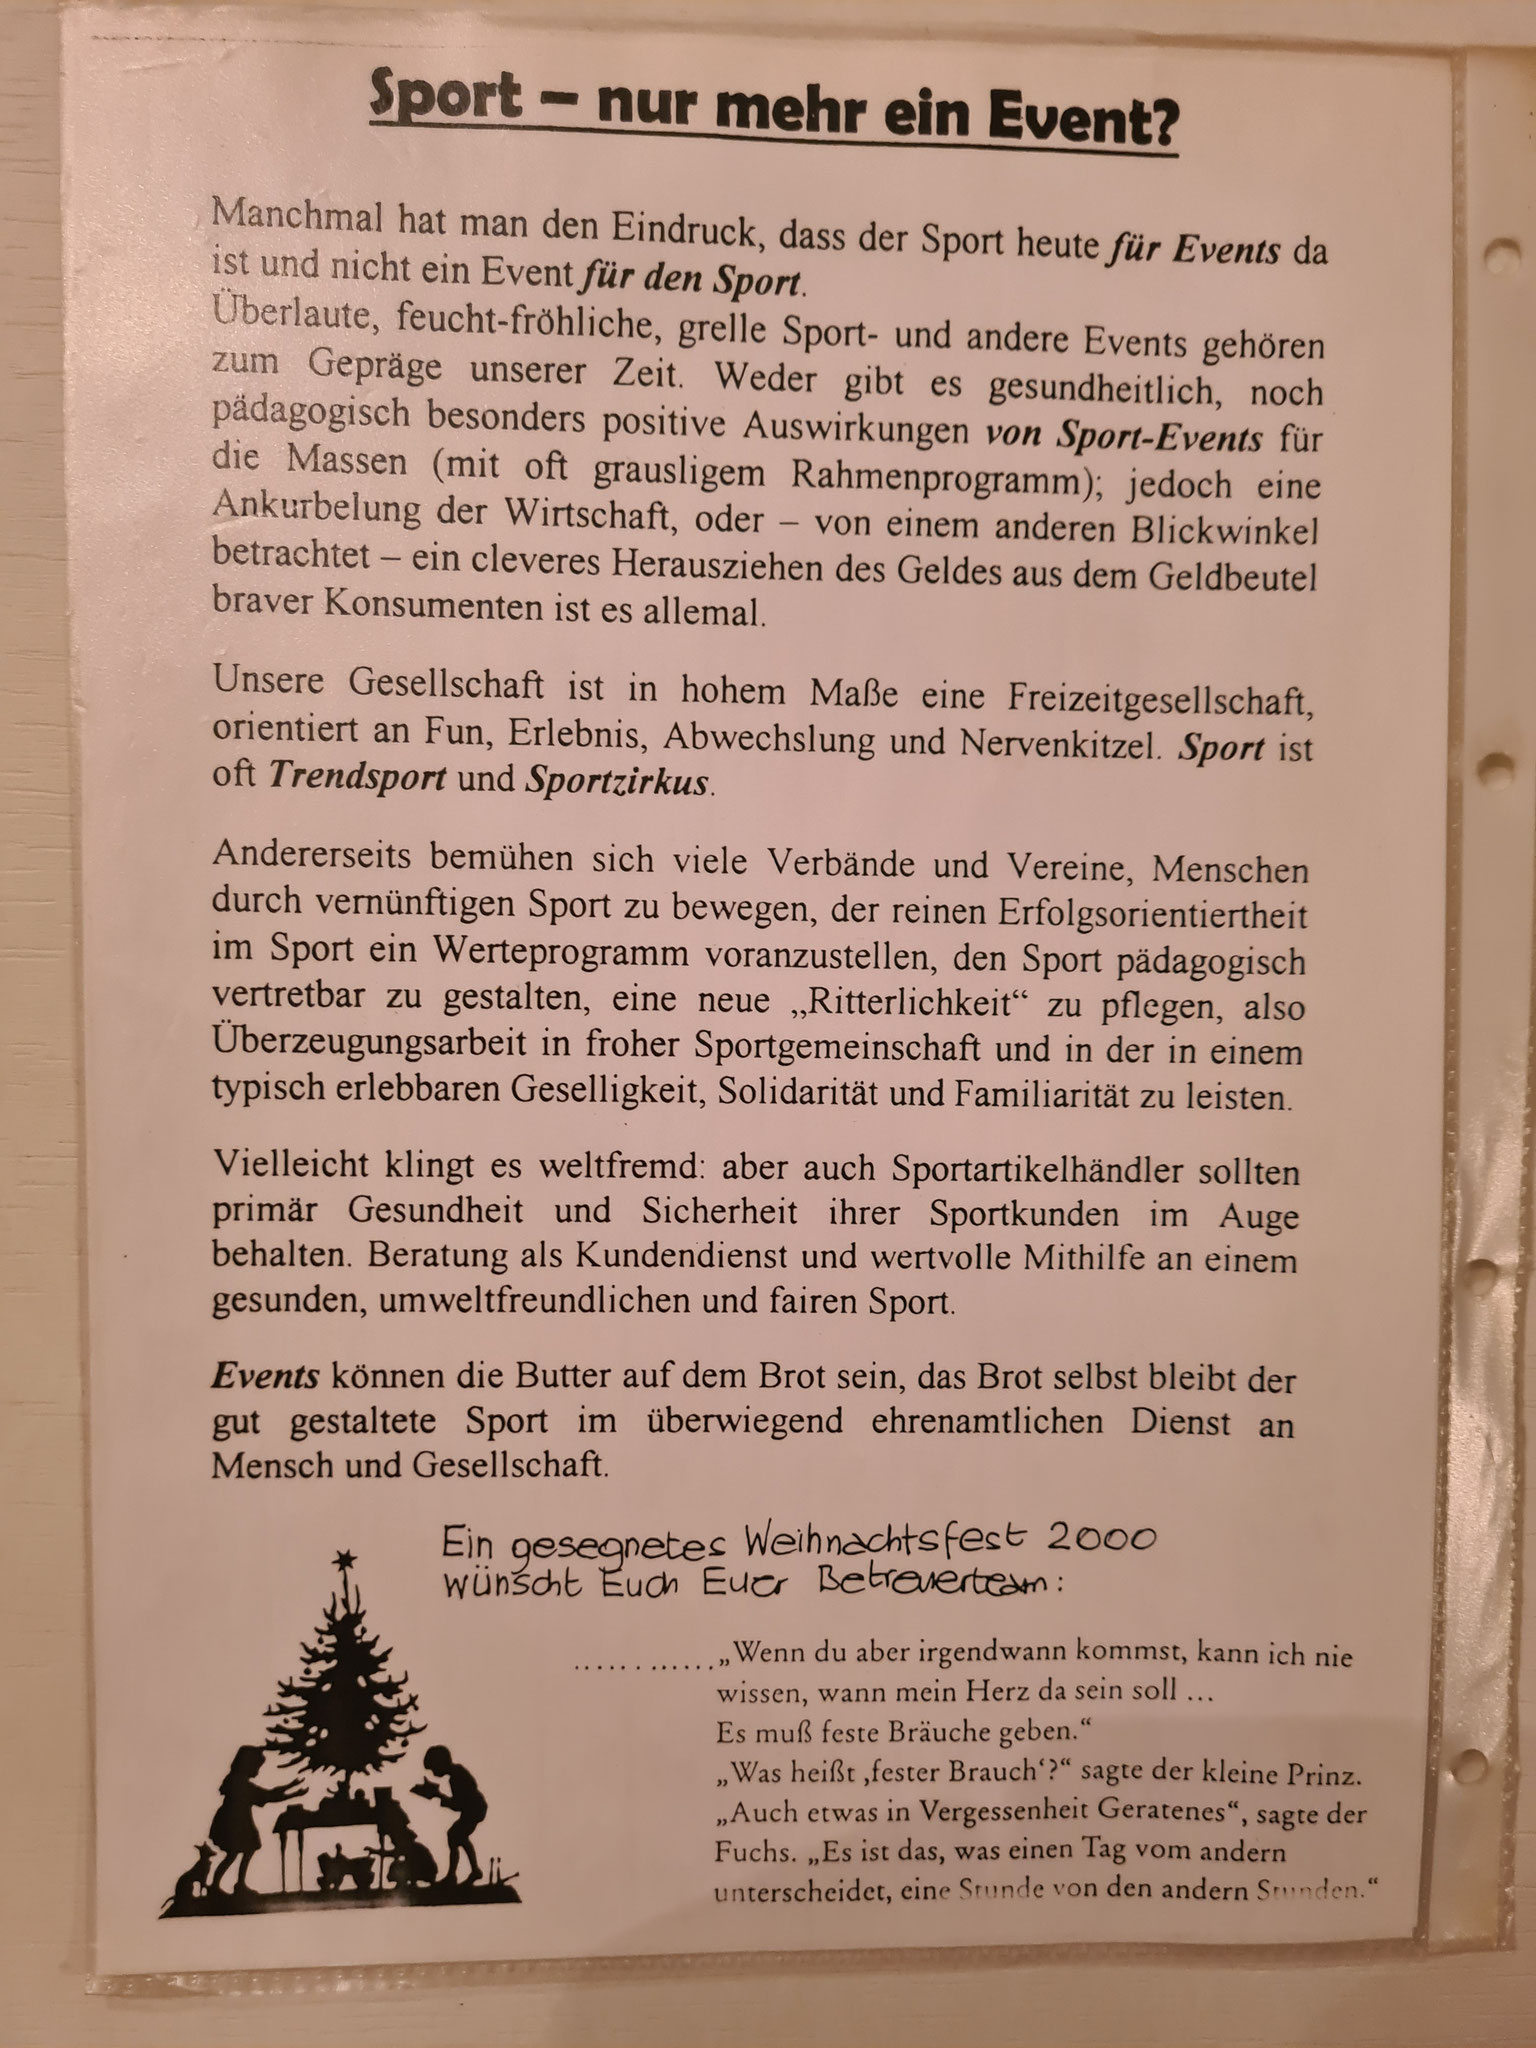 Sport – nur mehr ein Event?
Manchmal hat man den Eindruck, dass der Sport heute für Events da
ist und nicht ein Event für den Sport.
Überlaute, feucht-fröhliche, grelle Sport- und andere Events gehören
zum Gepräge unserer Zeit. Weder gibt es gesundheitlich, noch
pädagogisch besonders positive Auswirkungen von Sport-Events für
die Massen (mit oft grausligem Rahmenprogramm); jedoch eine
Ankurbelung der Wirtschaft, oder – von einem anderen Blickwinkel
betrachtet – ein cleveres Herausziehen des Geldes aus dem Geldbeutel
braver Konsumenten ist es allemal.
Unsere Gesellschaft ist in hohem Maße eine Freizeitgesellschaft,
orientiert an Fun, Erlebnis, Abwechslung und Nervenkitzel. Sport ist
oft Trendsport und Sportzirkus.
Andererseits bemühen sich viele Verbände und Vereine, Menschen
durch vernünftigen Sport zu bewegen, der reinen Erfolgsorientiertheit
im Sport ein Werteprogramm voranzustellen, den Sport pädagogisch
vertretbar zu gestalten, eine neue „Ritterlichkeit“ zu pflegen, also
Überzeugungsarbeit in froher Sportgemeinschaft und in der in einem
typisch erlebbaren Geselligkeit, Solidarität und Familiarität zu leisten.
Vielleicht klingt es weltfremd: aber auch Sportartikelhändler sollten
primär Gesundheit und Sicherheit ihrer Sportkunden im Auge
behalten. Beratung als Kundendienst und wertvolle Mithilfe an einem
gesunden, umweltfreundlichen und fairen Sport.
Events können die Butter auf dem Brot sein, das Brot selbst bleibt der
gut gestaltete Sport im überwiegend ehrenamtlichen Dienst an
Mensch und Gesellschaft.
Ein gesegnetes Weihnachtsfest 2000
wünscht Euch Euer Betreuerteam:
.............„Wenn du aber irgendwann kommst, kann ich nie
wissen, wann mein Herz da sein soll ...
Es muß feste Bräuche geben.“
„Was heißt ‚fester Brauch‘?“ sagte der kleine Prinz.
„Auch etwas in Vergessenheit Geratenes“, sagte der
Fuchs. „Es ist das, was einen Tag vom andern
unterscheidet, eine Stunde von den andern Stunden.“